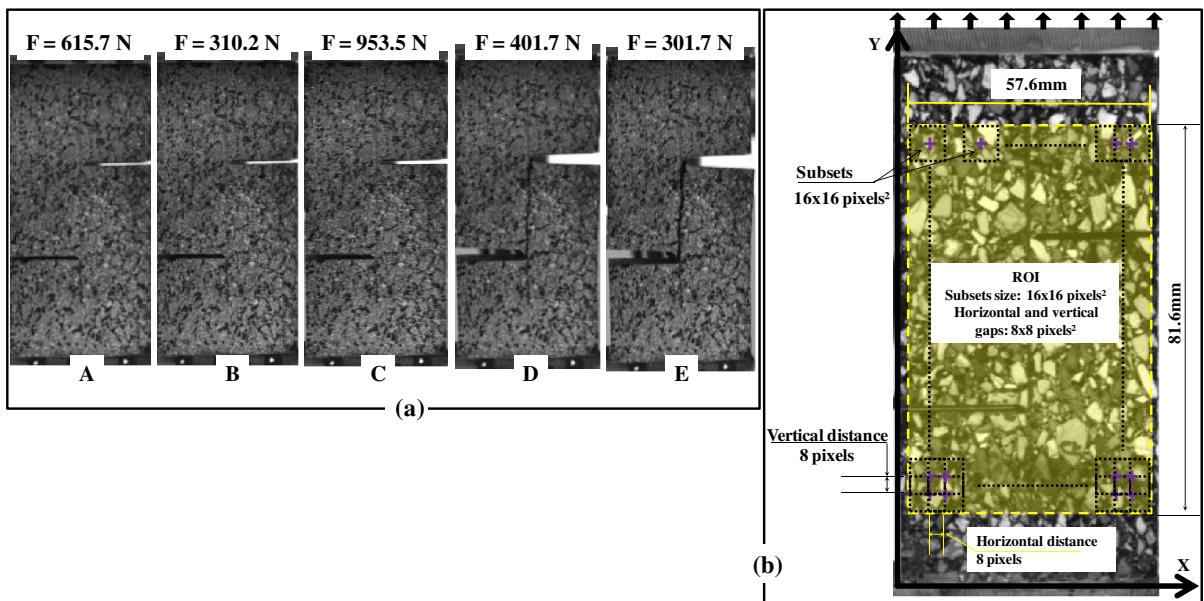 F = 615.7 N
F = 310.2 N
F = 953.5 N
F = 401.7 N
F = 301.7 N
A
B
C
D
E
(a)
Y
57.6mm
Subsets
16x16 pixels²
ROI
Subsets size: 16x16 pixels²
Horizontal and vertical
gaps: 8x8 pixels²
81.6mm
Vertical distance
8 pixels
Horizontal distance
8 pixels
X
(b)